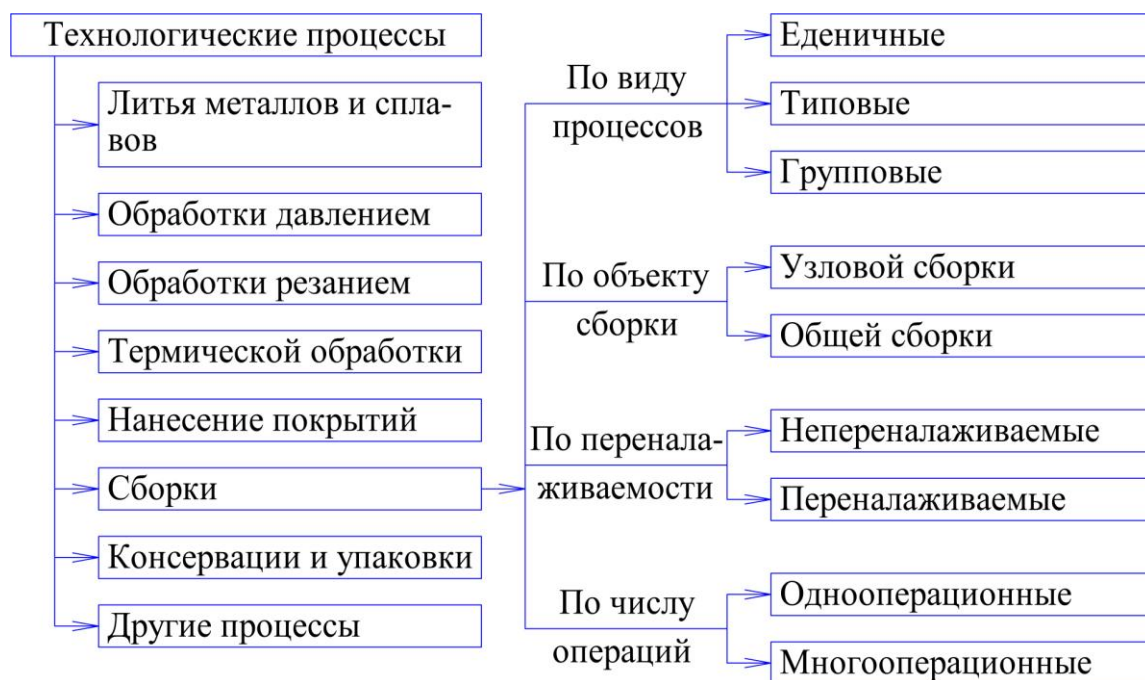 Технологические процессы
Литья металлов и спла-
вов
Обработки давлением
Обработки резанием
Термической обработки
Нанесение покрытий
Сборки
Консервации и упаковки
Другие процессы
По виду
процессов
Еденичные
Типовые
Групповые
По объекту
сборки
Узловой сборки
Общей сборки
По перенала-
живаемости
Непереналаживаемые
Переналаживаемые
По числу
операций
Однооперационные
Многооперационные